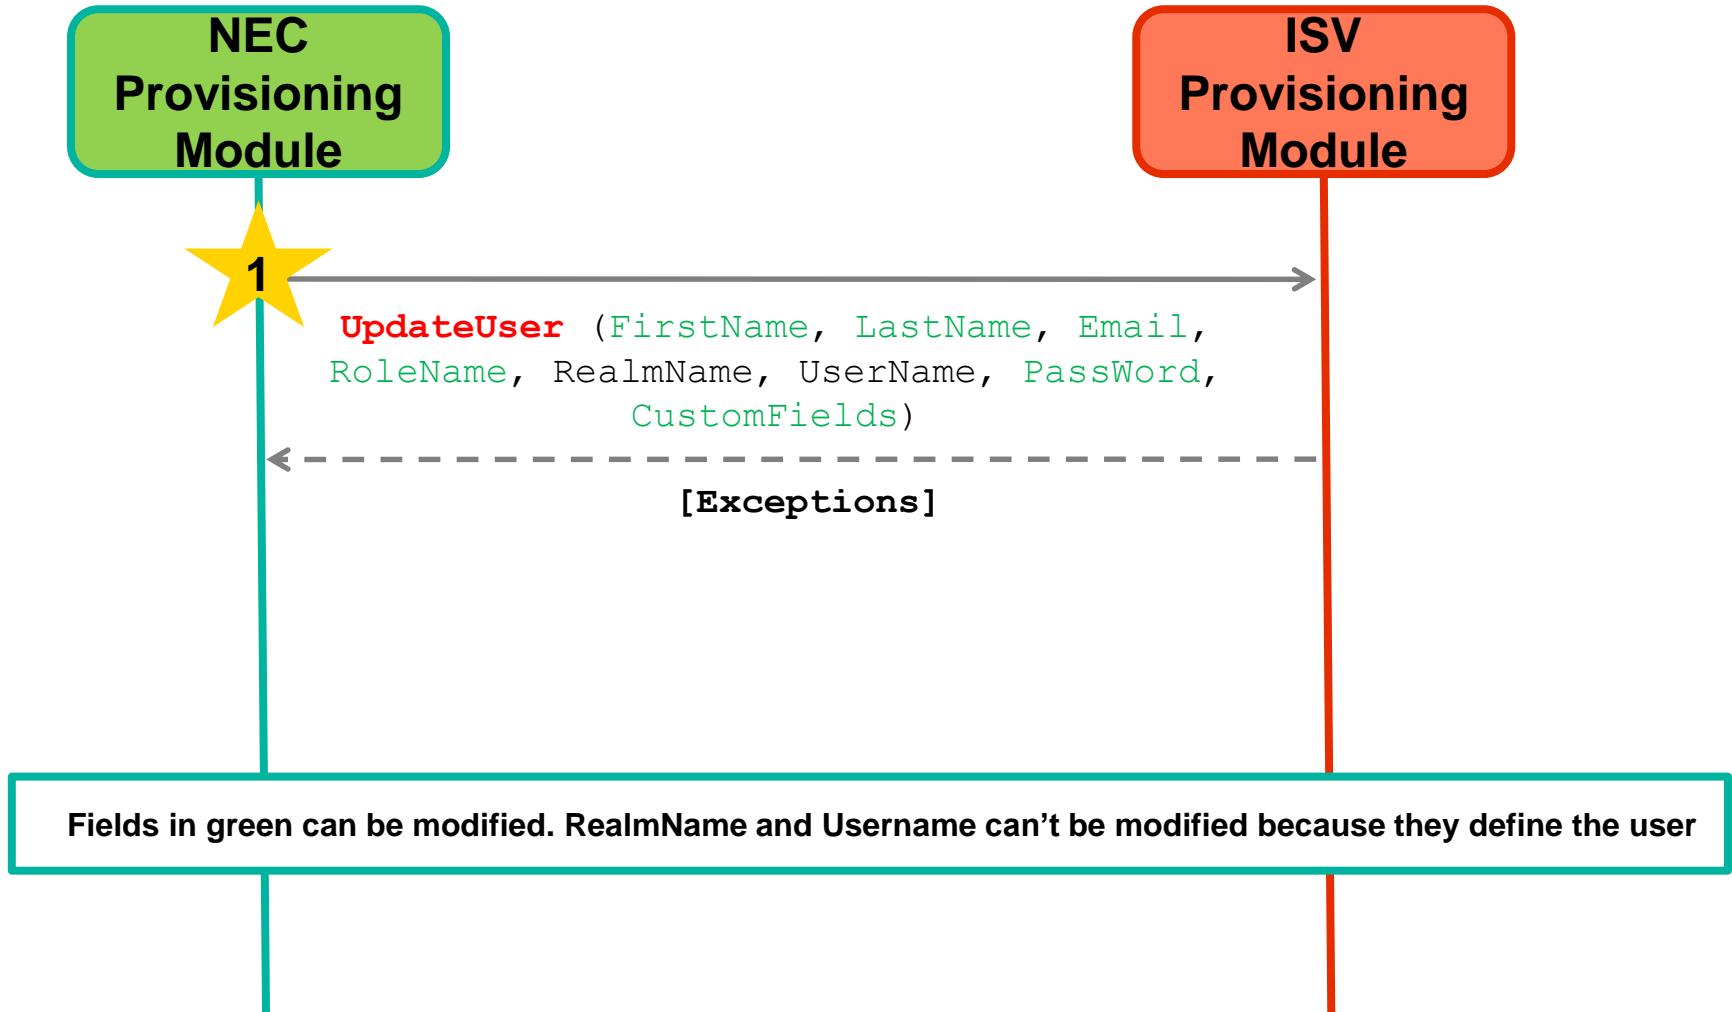 NEC
Provisioning
Module
ISV
Provisioning
Module
1
UpdateUser (FirstName, LastName, Email,
RoleName, RealmName, UserName, PassWord,
CustomFields)
[Exceptions]
Fields in green can be modified. RealmName and Username can’t be modified because they define the user